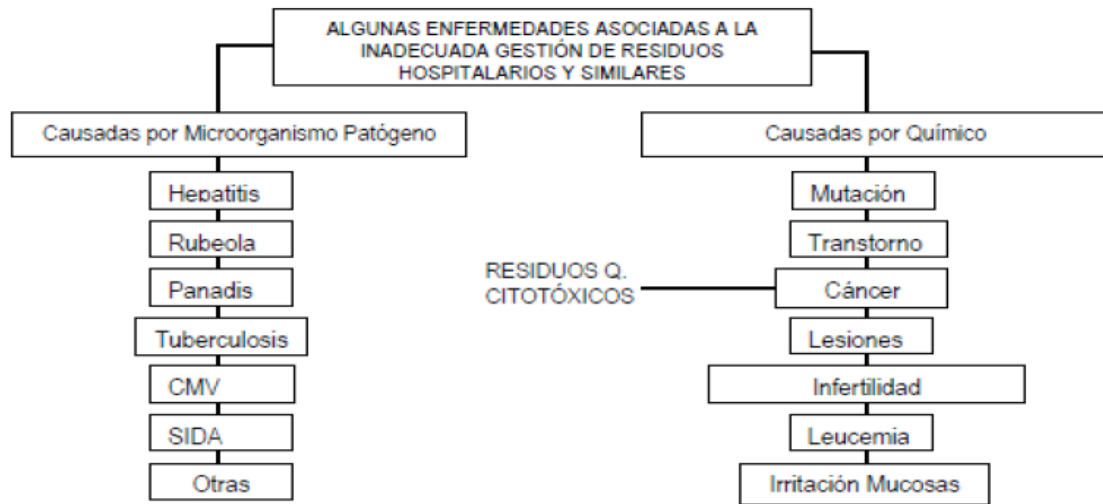 ALGUNAS ENFERMEDADES ASOCIADAS A LA
INADECUADA GESTIÓN DE RESIDUOS
HOSPITALARIOS Y SIMILARES
Causadas por Microorganismo Patógeno
Hepatitis
Rubeola
Panadis
Tuberculosis
CMV
SIDA
Otras
Causadas por Químico
Mutación
Transtorno
RESIDUOS Q.
CITOTÓXICOS
Cáncer
Lesiones
Infertilidad
Leucemia
Irritación Mucosas